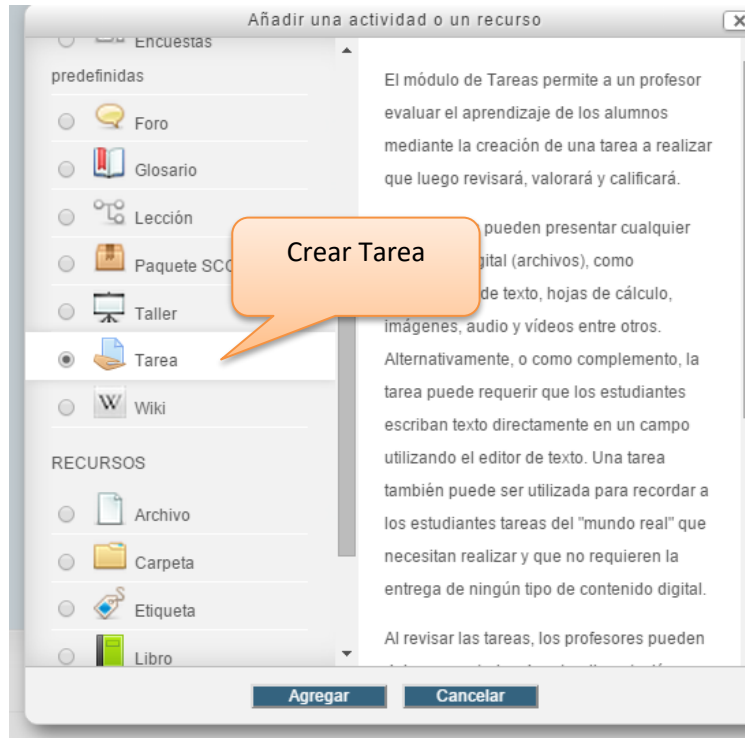 Añadir una actividad o un recurso
Encuestas
predefinidas
Foro
Glosario
Lección
Paquete SCO
Taller
Tarea
Wiki
RECURSOS
Archivo
Carpeta
Etiqueta
Libro
Crear Tarea
El módulo de Tareas permite a un profesor
evaluar el aprendizaje de los alumnos
mediante la creación de una tarea a realizar
que luego revisará, valorará y calificará.
pueden presentar cualquier
gital (archivos), como
de texto, hojas de cálculo,
imágenes, audio y vídeos entre otros.
Alternativamente, o como complemento, la
tarea puede requerir que los estudiantes
escriban texto directamente en un campo
utilizando el editor de texto. Una tarea
también puede ser utilizada para recordar a
los estudiantes tareas del "mundo real" que
necesitan realizar y que no requieren la
entrega de ningún tipo de contenido digital.
Al revisar las tareas, los profesores pueden
Agregar Cancelar